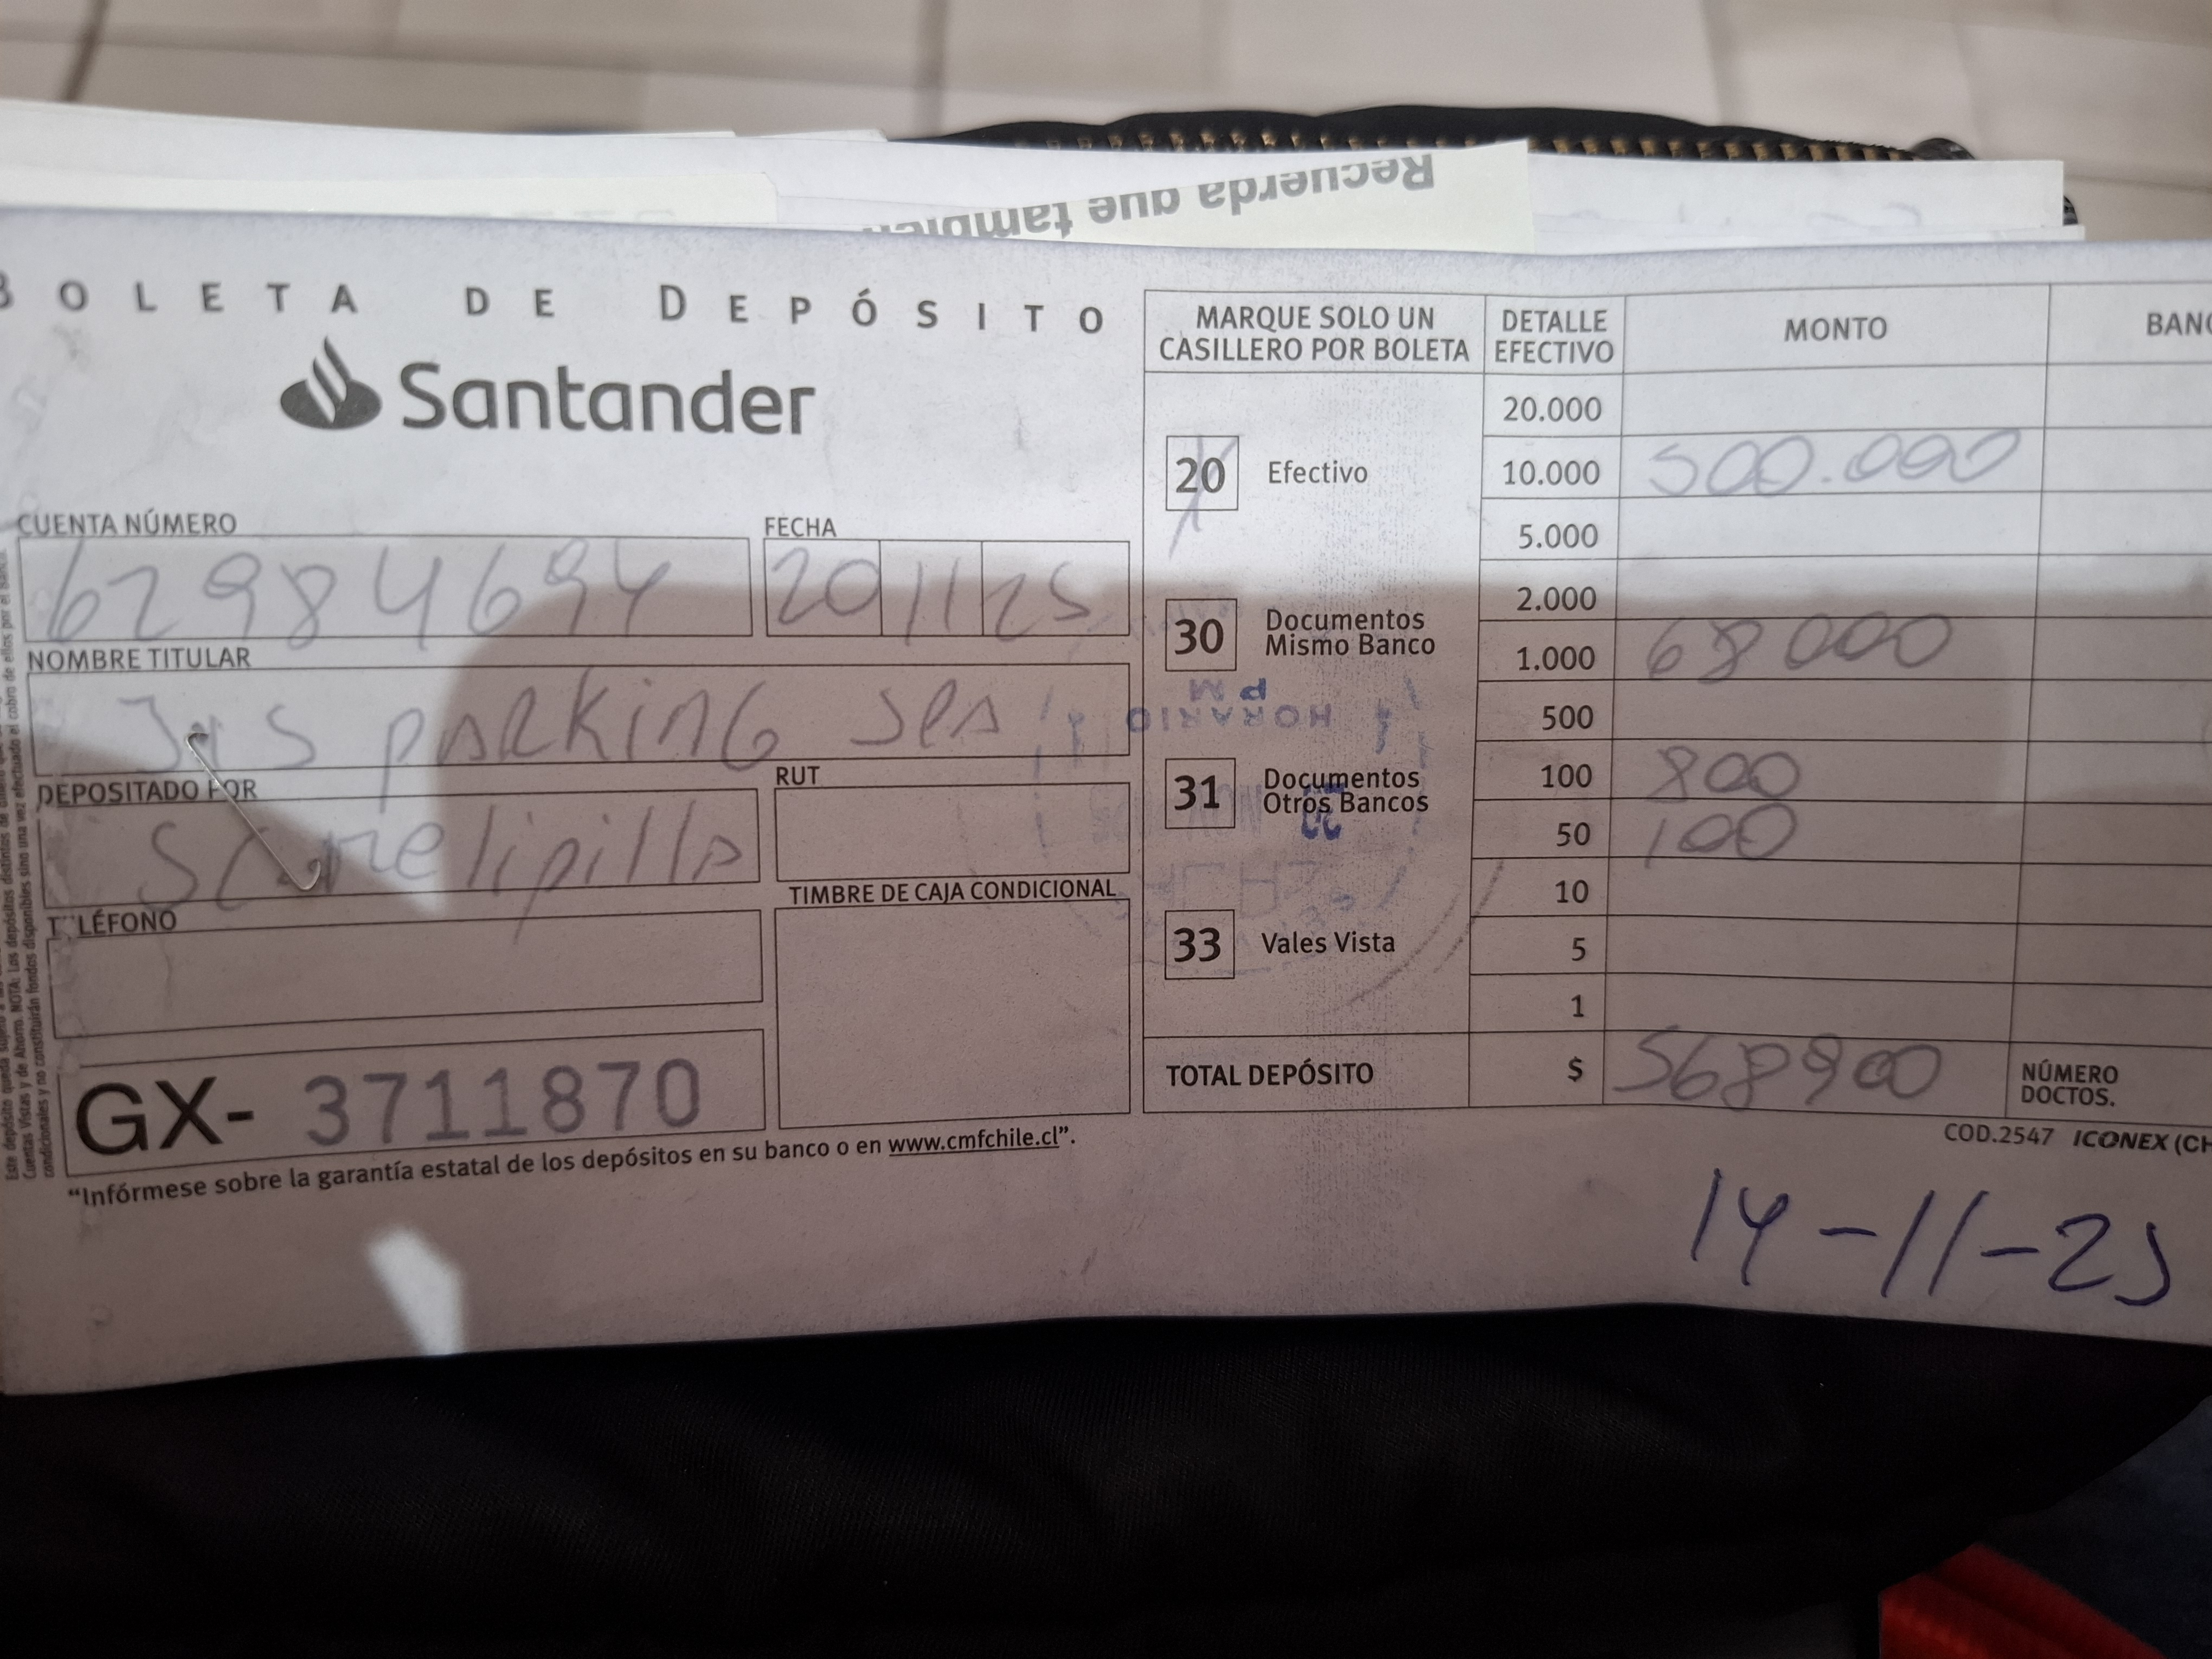 Recuerda que también
BOLETA DE DEPÓSITO
Santander
CUENTA NÚMERO
62984694
FECHA
20 11 25
NOMBRE TITULAR
JyS PARKING SPA
DEPOSITADO POR
RUT
TELÉFONO
TIMBRE DE CAJA CONDICIONAL
GX- 3711870
"Infórmese sobre la garantía estatal de los depósitos en su banco o en www.cmfchile.cl".
MARQUE SOLO UN
CASILLERO POR BOLETA
20 Efectivo
30 Documentos
Mismo Banco
31 Documentos
Otros Bancos
33 Vales Vista
HORARIO
PM
DETALLE
EFECTIVO
MONTO
20.000
10.000 500.000
5.000
2.000
1.000 68000
500
100 800
50 100
10
5
1
TOTAL DEPÓSITO $ 568900
NÚMERO
DOCTOS.
COD.2547 ICONEX (CH
14-11-25